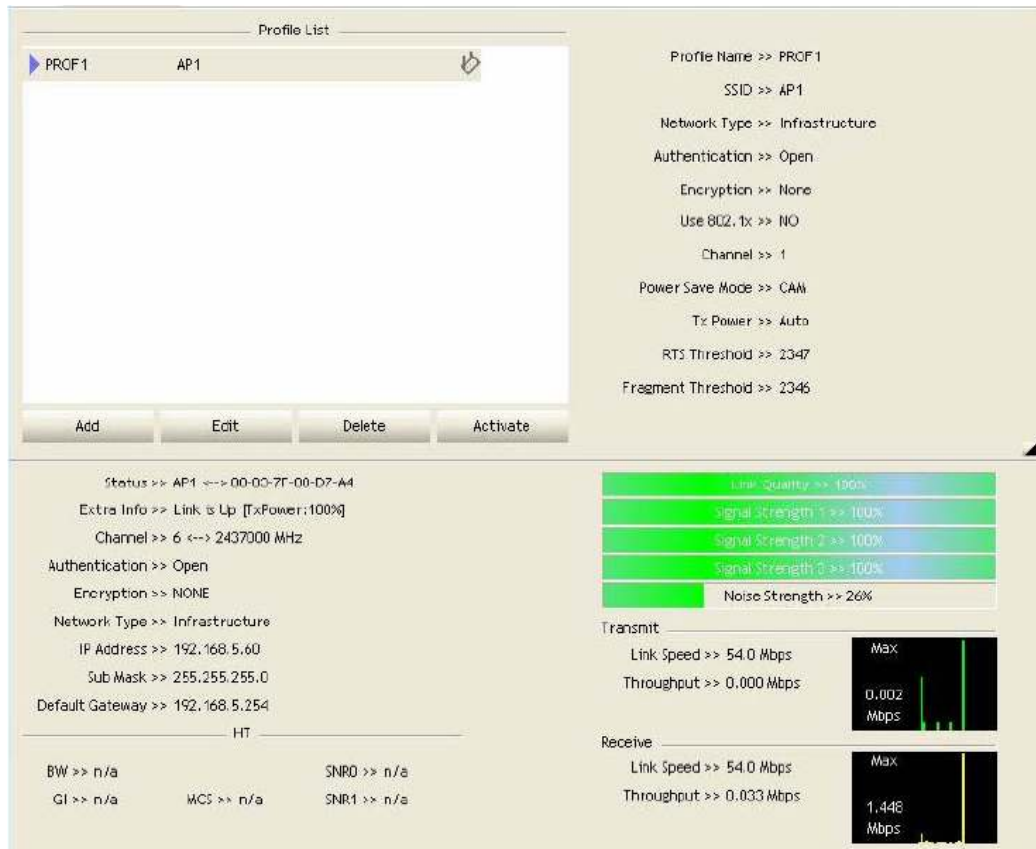 Profile List
PROF1 AP1
Add Edit Delete Activate
Profile Name >> PROF1
SSID >> AP1
Network Type >> Infrastructure
Authentication >> Open
Encryption >> None
Use 802.1x >> NO
Channel >> 1
Power Save Mode >> CAM
Tx Power >> Auto
RTS Threshold >> 2347
Fragment Threshold >> 2346
Status >> AP1 <-->
Extra Info >> Link is Up [TxPower:100%]
Channel >> 6 <--> 2437000 MHz
Authentication >> Open
Encryption >> NONE
Network Type >> Infrastructure
IP Address >> 192.168.5.60
Sub Mask >> 255.255.255.0
Default Gateway >> 192.168.5.254
HT
BW >> n/a SNR0 >> n/a
GI >> n/a MCS >> n/a SNR1 >> n/a
Link Quality >> 100%
Signal Strength 1 >> 100%
Signal Strength 2 >> 100%
Signal Strength 3 >> 100%
Noise Strength >> 26%
Transmit
Link Speed >> 54.0 Mbps
Throughput >> 0.000 Mbps
Max
0.002
Mbps
Receive
Link Speed >> 54.0 Mbps
Throughput >> 0.033 Mbps
Max
1.448
Mbps